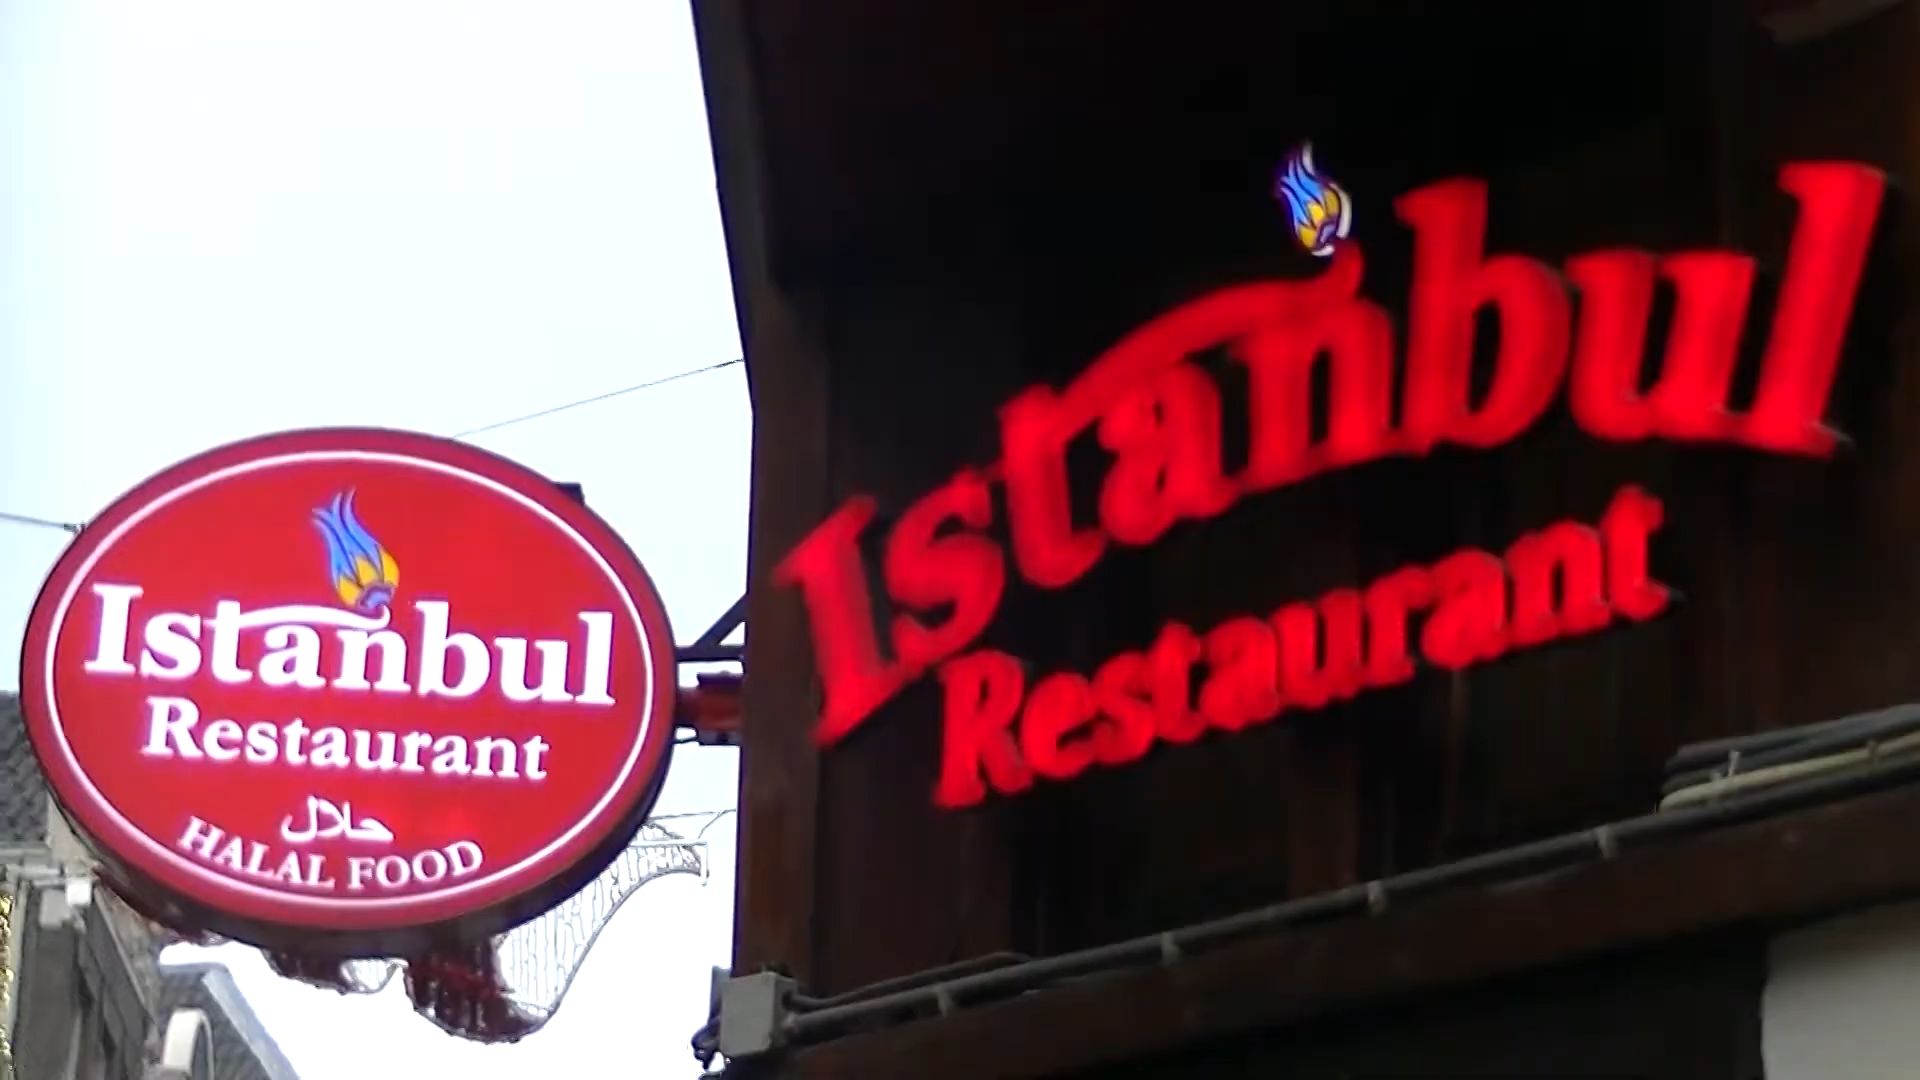 Istanbul
Restaurant
حلال
HALAL FOOD
Istanbul
Restaurant